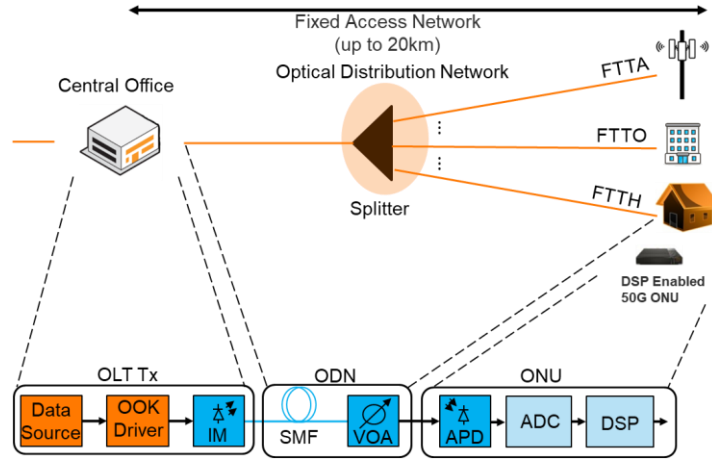 Fixed Access Network
(up to 20km)
Optical Distribution Network
Central Office
FTTA
FTTO
FTTH
Splitter
DSP Enabled
50G ONU
OLT Tx
ODN
ONU
Data
Source
OOK
Driver
IM
SMF
VOA
APD
ADC
DSP